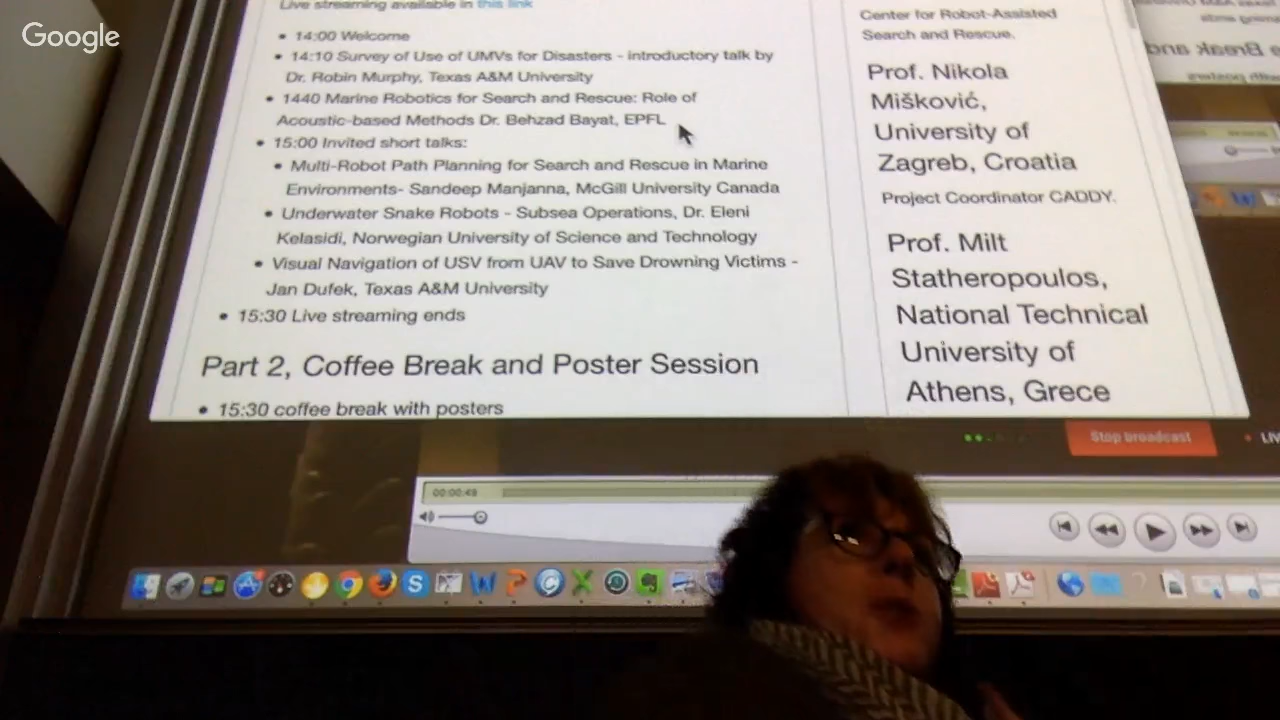 Google
Live streaming available in this link
• 14:00 Welcome
• 14:10 Survey of Use of UMVs for Disasters - introductory talk by
Dr. Robin Murphy, Texas A&M University
• 1440 Marine Robotics for Search and Rescue: Role of
Acoustic-based Methods Dr. Behzad Bayat, EPFL
• 15:00 Invited short talks:
• Multi-Robot Path Planning for Search and Rescue in Marine
Environments- Sandeep Manjanna, McGill University Canada
• Underwater Snake Robots - Subsea Operations, Dr. Eleni
Kelasidi, Norwegian University of Science and Technology
• Visual Navigation of USV from UAV to Save Drowning Victims -
Jan Dufek, Texas A&M University
• 15:30 Live streaming ends
Part 2, Coffee Break and Poster Session
• 15:30 coffee break with posters
Center for Robot-Assisted
Search and Rescue.
Prof. Nikola
Mišković,
University of
Zagreb, Croatia
Project Coordinator CADDY.
Prof. Milt
Statheropoulos,
National Technical
University of
Athens, Grece
Stop broadcast
LIV
00:00:49